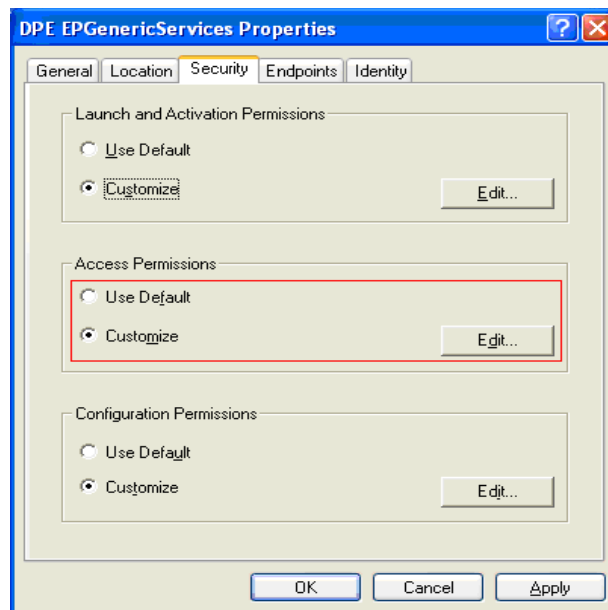 DPE EPGenericServices Properties
General Location Security Endpoints Identity
Launch and Activation Permissions
Use Default
Customize
Edit...
Access Permissions
Use Default
Customize
Edit...
Configuration Permissions
Use Default
Customize
Edit...
OK Cancel Apply